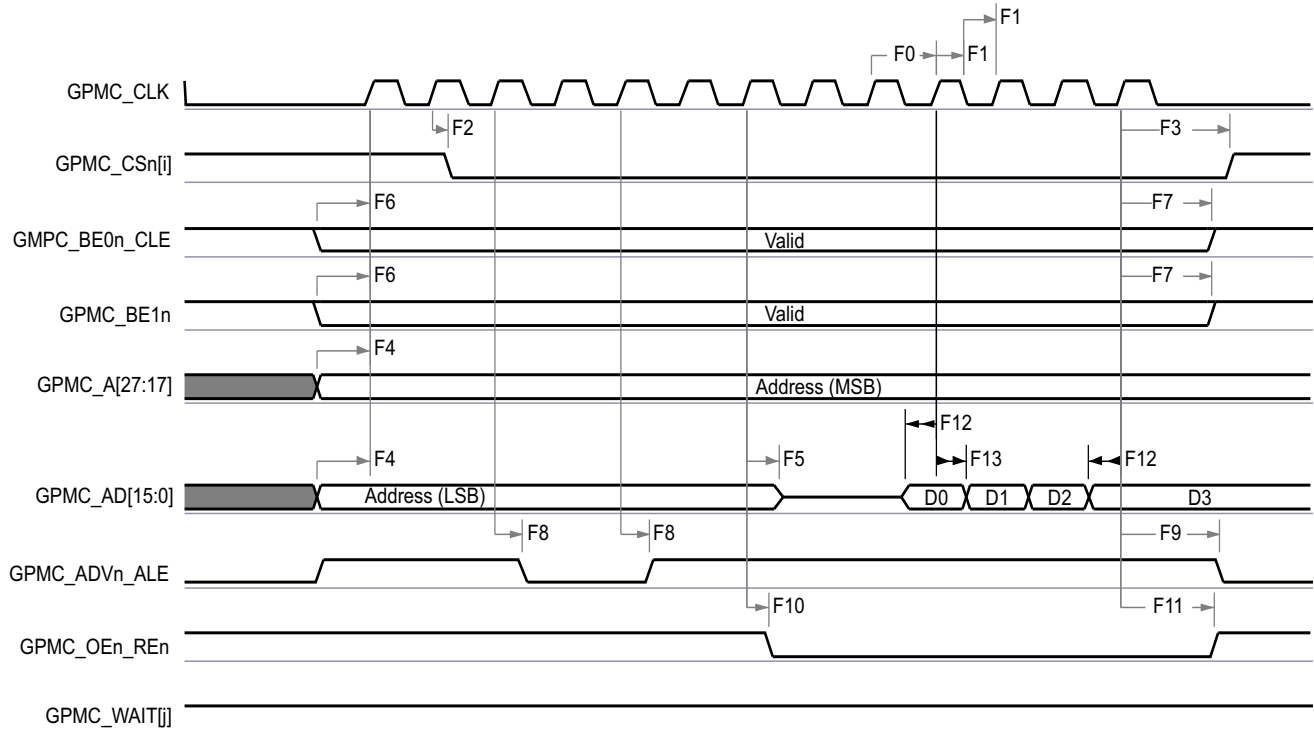 F1
F0 F1
GPMC_CLK
F2 F3
GPMC_CSn[i]
F6 F7
GMPC_BE0n_CLE Valid
F6 F7
GPMC_BE1n Valid
F4
GPMC_A[27:17] Address (MSB)
F12
F4 F5 F13 F12
GPMC_AD[15:0] Address (LSB) D0 D1 D2 D3
F8 F8 F9
GPMC_ADVn_ALE
F10 F11
GPMC_OEn_REn
GPMC_WAIT[j]